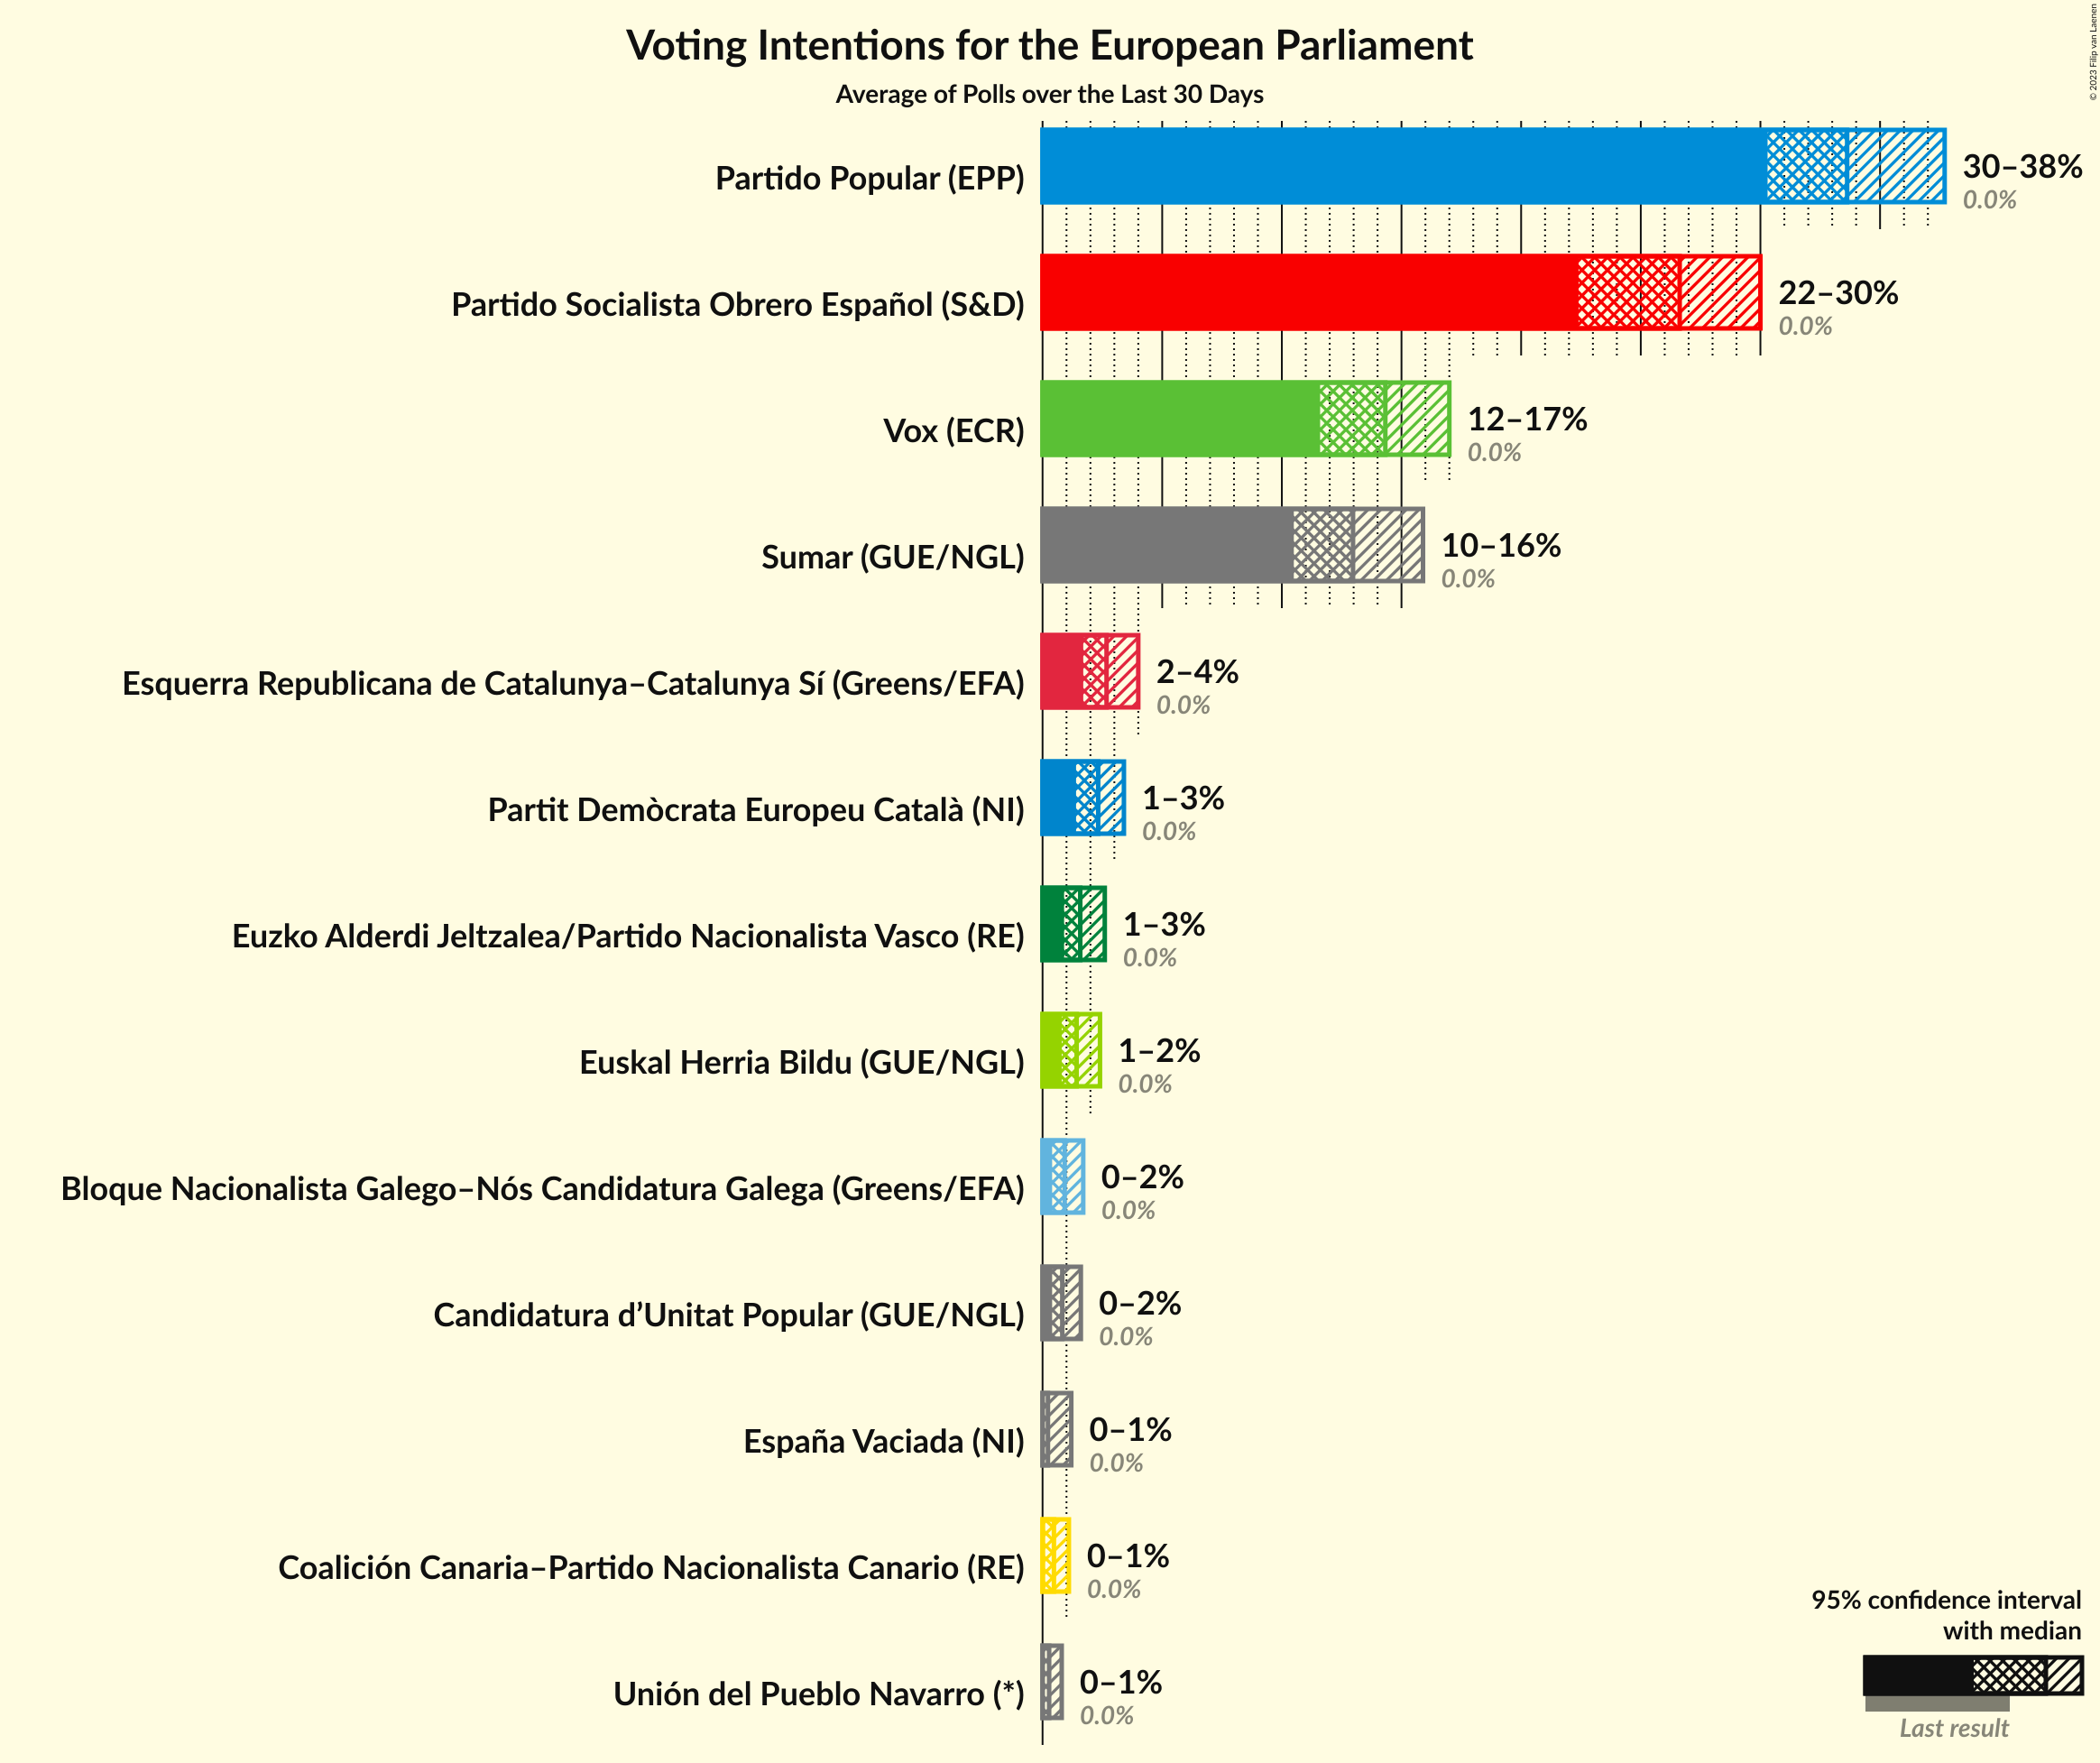 Voting Intentions for the European Parliament
Average of Polls over the Last 30 Days
© 2023 Filip van Laenen
Partido Popular (EPP)
30–38%
0.0%
Partido Socialista Obrero Español (S&D)
22–30%
0.0%
Vox (ECR)
12–17%
0.0%
Sumar (GUE/NGL)
10–16%
0.0%
Esquerra Republicana de Catalunya–Catalunya Sí (Greens/EFA)
2–4%
0.0%
Partit Demòcrata Europeu Català (NI)
1–3%
0.0%
Euzko Alderdi Jeltzalea/Partido Nacionalista Vasco (RE)
1–3%
0.0%
Euskal Herria Bildu (GUE/NGL)
1–2%
0.0%
Bloque Nacionalista Galego–Nós Candidatura Galega (Greens/EFA)
0–2%
0.0%
Candidatura d’Unitat Popular (GUE/NGL)
0–2%
0.0%
España Vaciada (NI)
0–1%
0.0%
Coalición Canaria–Partido Nacionalista Canario (RE)
0–1%
0.0%
Unión del Pueblo Navarro (*)
0–1%
0.0%
95% confidence interval
with median
Last result